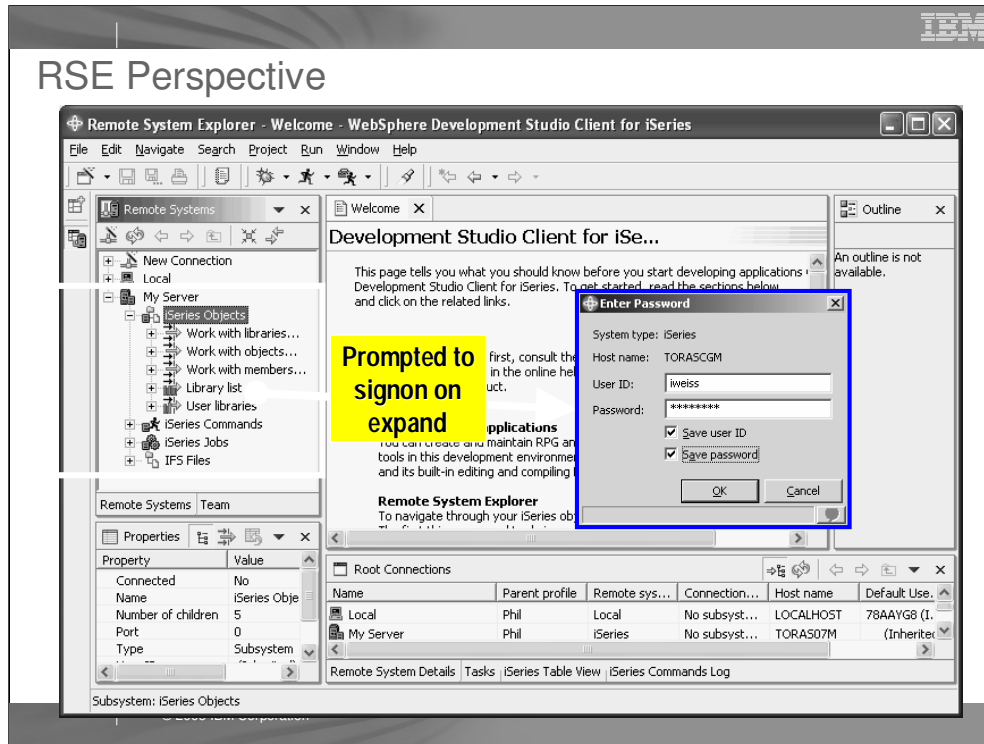 IBM
RSE Perspective
Remote System Explorer - Welcome - WebSphere Development Studio Client for iSeries
File Edit Navigate Search Project Run Window Help
Remote Systems
New Connection
Local
My Server
iSeries Objects
Work with libraries...
Work with objects...
Work with members...
Library list
User libraries
iSeries Commands
iSeries Jobs
IFS Files
Remote Systems Team
Welcome
Development Studio Client for iSe...
This page tells you what you should know before you start developing applications
Development Studio Client for iSeries. To get started, read the sections below
and click on the related links.
first, consult the
in the online hel
uct.
pplications
You can create and maintain RPG an
tools in this development environmen
and its built-in editing and compiling
Remote System Explorer
To navigate through your iSeries obj
Prompted to
signon on
expand
Enter Password
System type: iSeries
Host name: TORASCGM
User ID: iweiss
Password: ********
Save user ID
Save password
OK Cancel
Outline
An outline is not
available.
Properties
Property Value
Connected No
Name iSeries Obje
Number of children 5
Port 0
Type Subsystem
Root Connections
Name Parent profile Remote sys... Connection... Host name Default Use.
Local Phil Local No subsyst... LOCALHOST 78AAYG8 (I.
My Server Phil iSeries No subsyst... TORAS07M (Inherited
Remote System Details Tasks iSeries Table View iSeries Commands Log
Subsystem: iSeries Objects